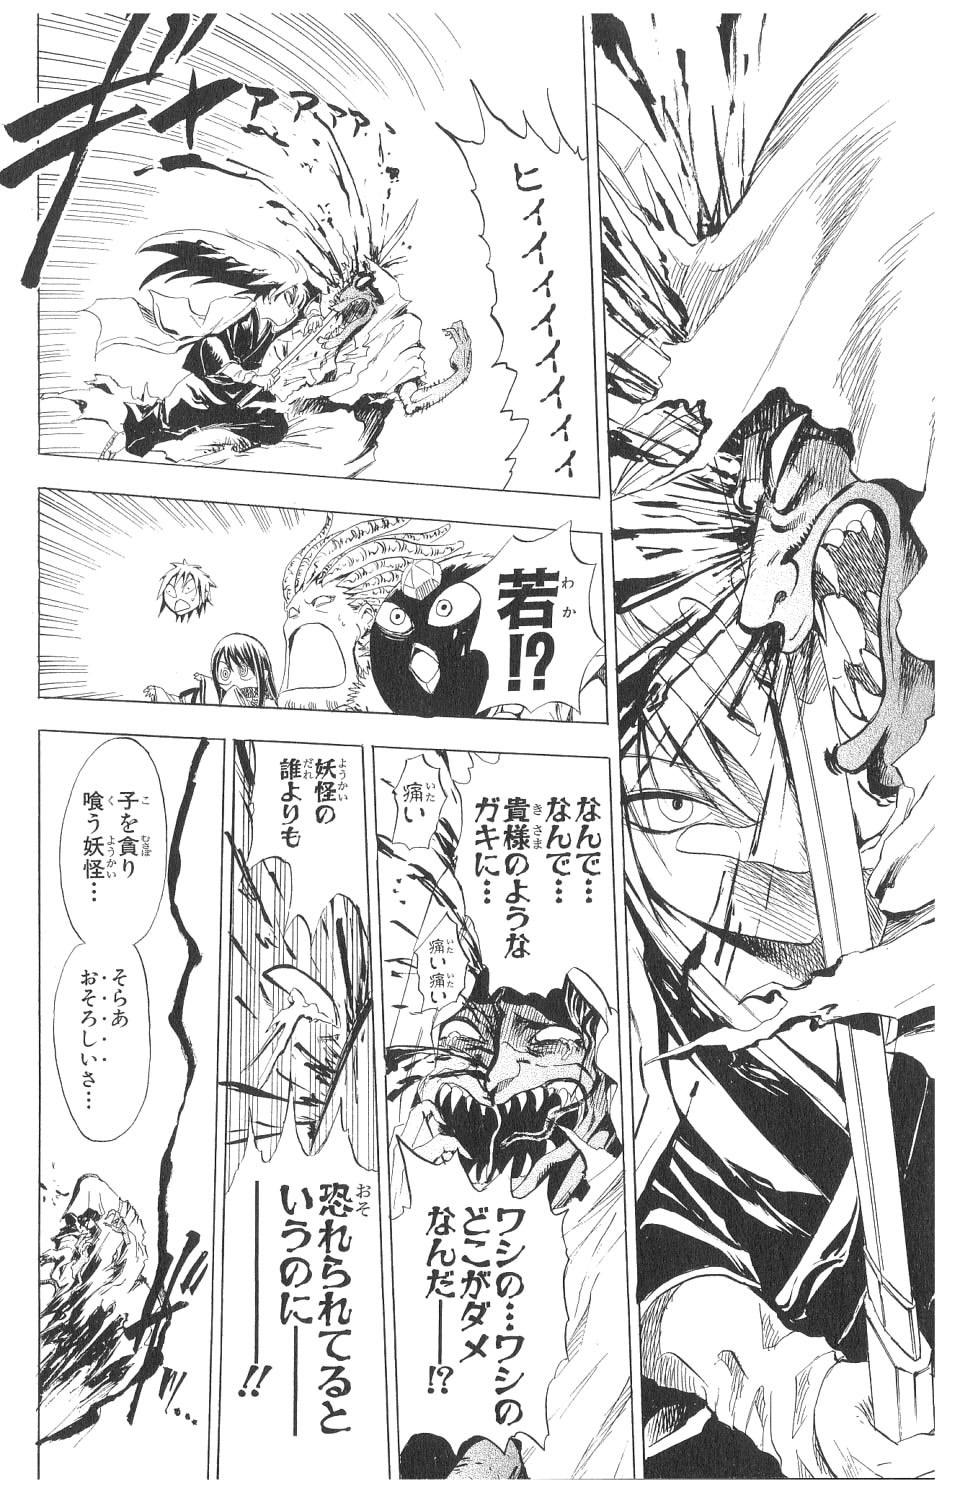 ギャ
アアアア
ヒィイイイイイイイィ
若!?
なんで…
なんで…
貴様のような
ガキに…
痛い
痛い痛い
ワシの…ワシの
どこがダメ
なんだ――!?
妖怪の
誰よりも
恐れられてると
いうのに――
――!!
子を貪り
喰う妖怪…
そらあ
おそろしいさ…